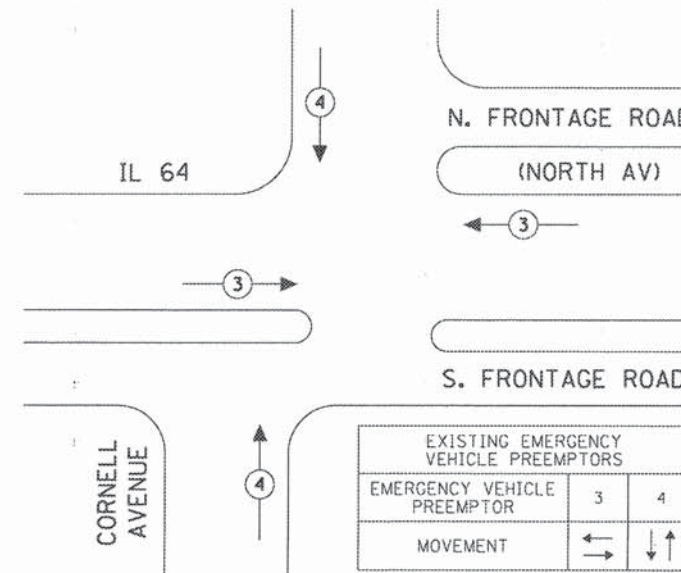 4
N. FRONTAGE ROAD
IL 64
(NORTH AV)
3
3
S. FRONTAGE ROAD
CORNELL
AVENUE
4
EXISTING EMERGENCY
VEHICLE PREEMPTORS
EMERGENCY VEHICLE
PREEMPTOR
3
4
MOVEMENT